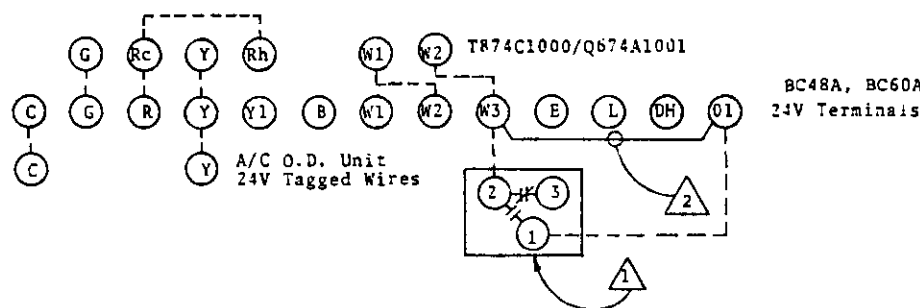 G Rc Y Rh W1 W2 T874C1000/Q674A1001
C G R Y Y1 B W1 W2 W3 E L DH O1 BC48A, BC60A
24V Terminals
C Y A/C O.D. Unit
24V Tagged Wires
2 3
2
1
1